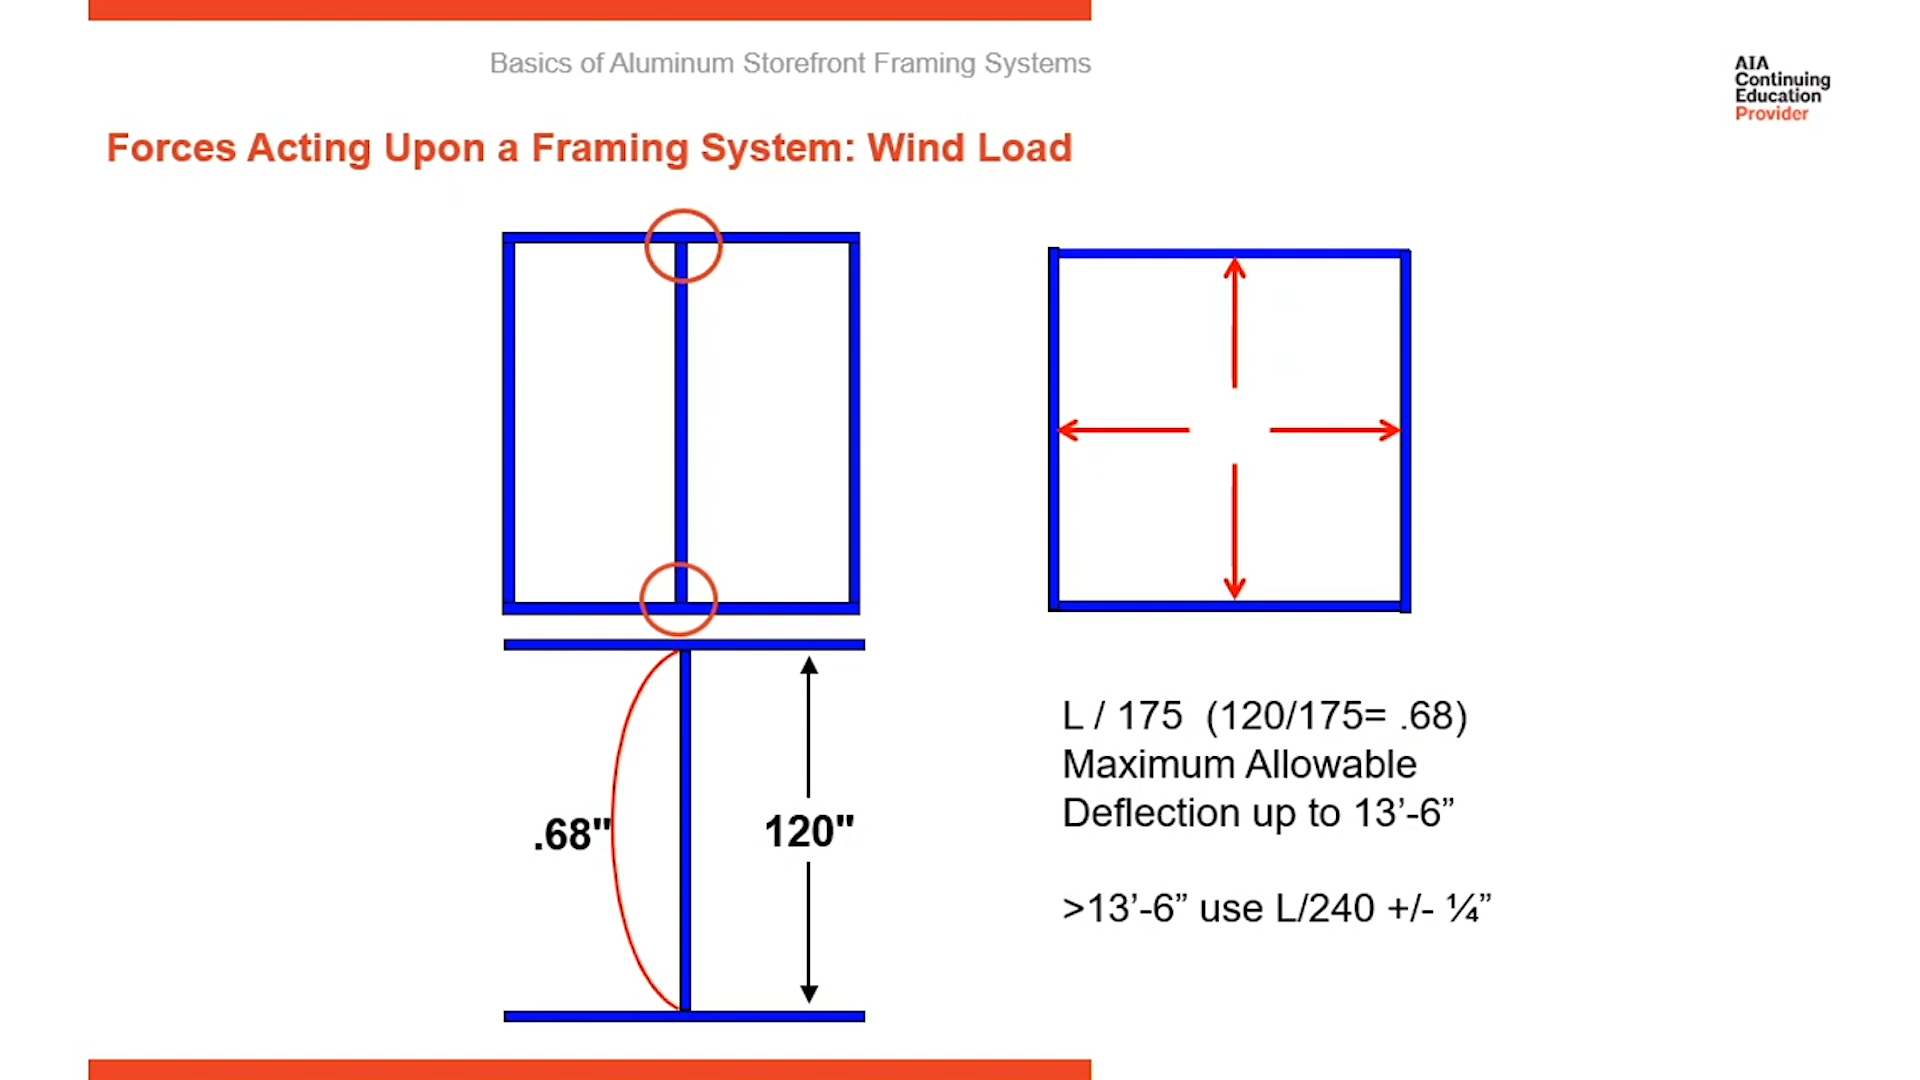 Basics of Aluminum Storefront Framing Systems
AIA
Continuing
Education
Provider
Forces Acting Upon a Framing System: Wind Load
.68"
120"
L / 175  (120/175= .68)
Maximum Allowable
Deflection up to 13’-6”
>13’-6” use L/240 +/- ¼”